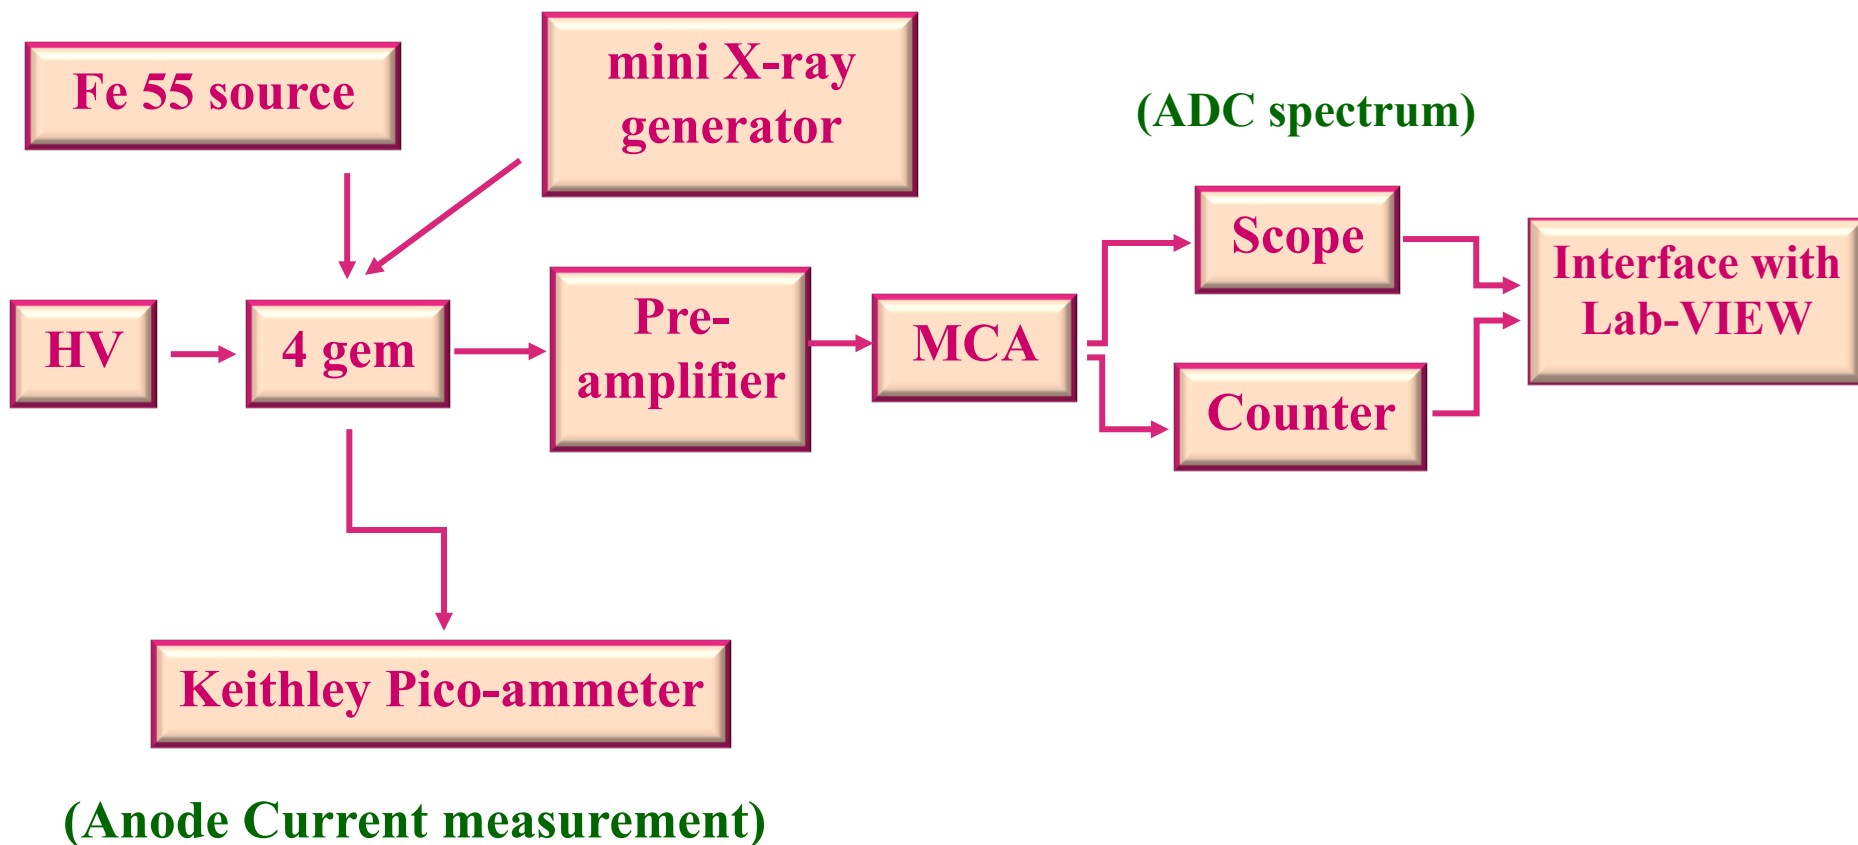 Fe 55 source
mini X-ray
generator
(ADC spectrum)
Scope
Interface with
Lab-VIEW
HV
4 gem
Pre-
amplifier
MCA
Counter
Keithley Pico-ammeter
(Anode Current measurement)